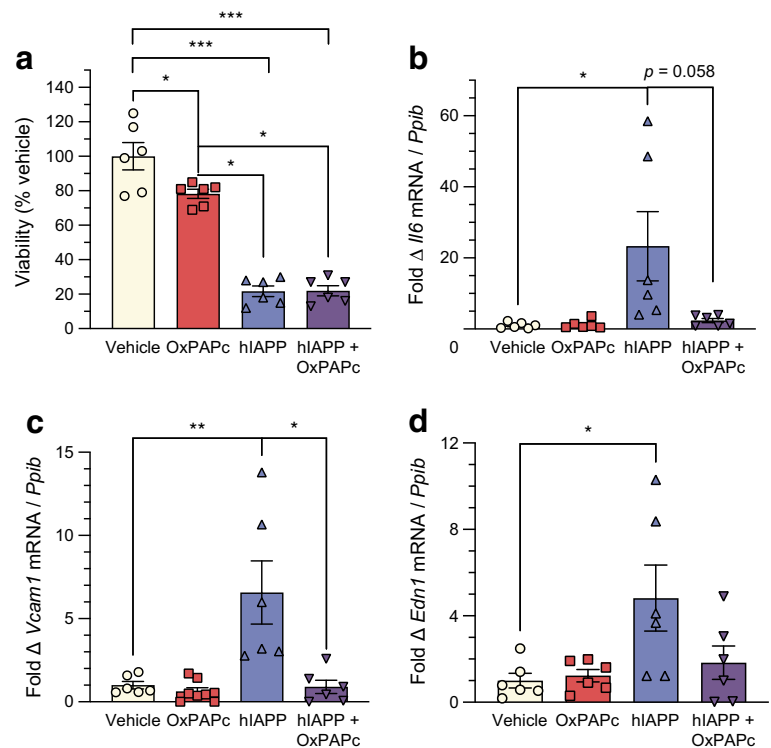 a
***
***
*
*
*
Viability (% vehicle)
140
120
100
80
60
40
20
0
Vehicle
OxPAPc
hIAPP
hIAPP +
OxPAPc
b
*
p = 0.058
Fold Δ Il6 mRNA / Ppib
60
40
20
0
Vehicle
OxPAPc
hIAPP
hIAPP +
OxPAPc
c
**
*
Fold Δ Vcam1 mRNA / Ppib
15
10
5
0
Vehicle
OxPAPc
hIAPP
hIAPP +
OxPAPc
d
*
Fold Δ Edn1 mRNA / Ppib
12
8
4
0
Vehicle
OxPAPc
hIAPP
hIAPP +
OxPAPc